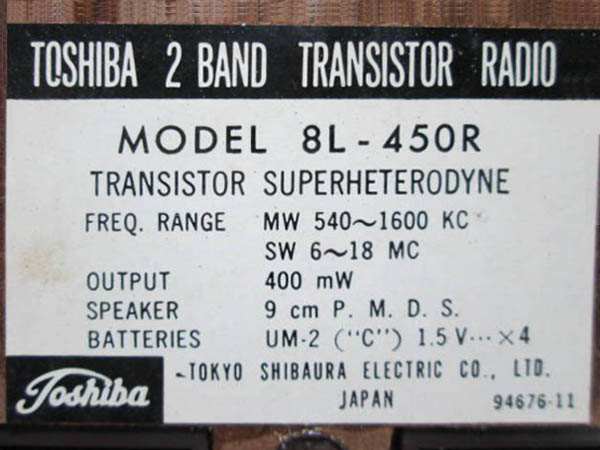 TOSHIBA 2 BAND TRANSISTOR RADIO
MODEL 8L-450R
TRANSISTOR SUPERHETERODYNE
FREQ. RANGE MW 540~1600 KC
SW 6~18 MC
OUTPUT 400 mW
SPEAKER 9 cm P. M. D. S.
BATTERIES UM-2 ("C") 1.5 V⋯×4
Toshiba
TOKYO SHIBAURA ELECTRIC CO., LTD.
JAPAN 94676-11